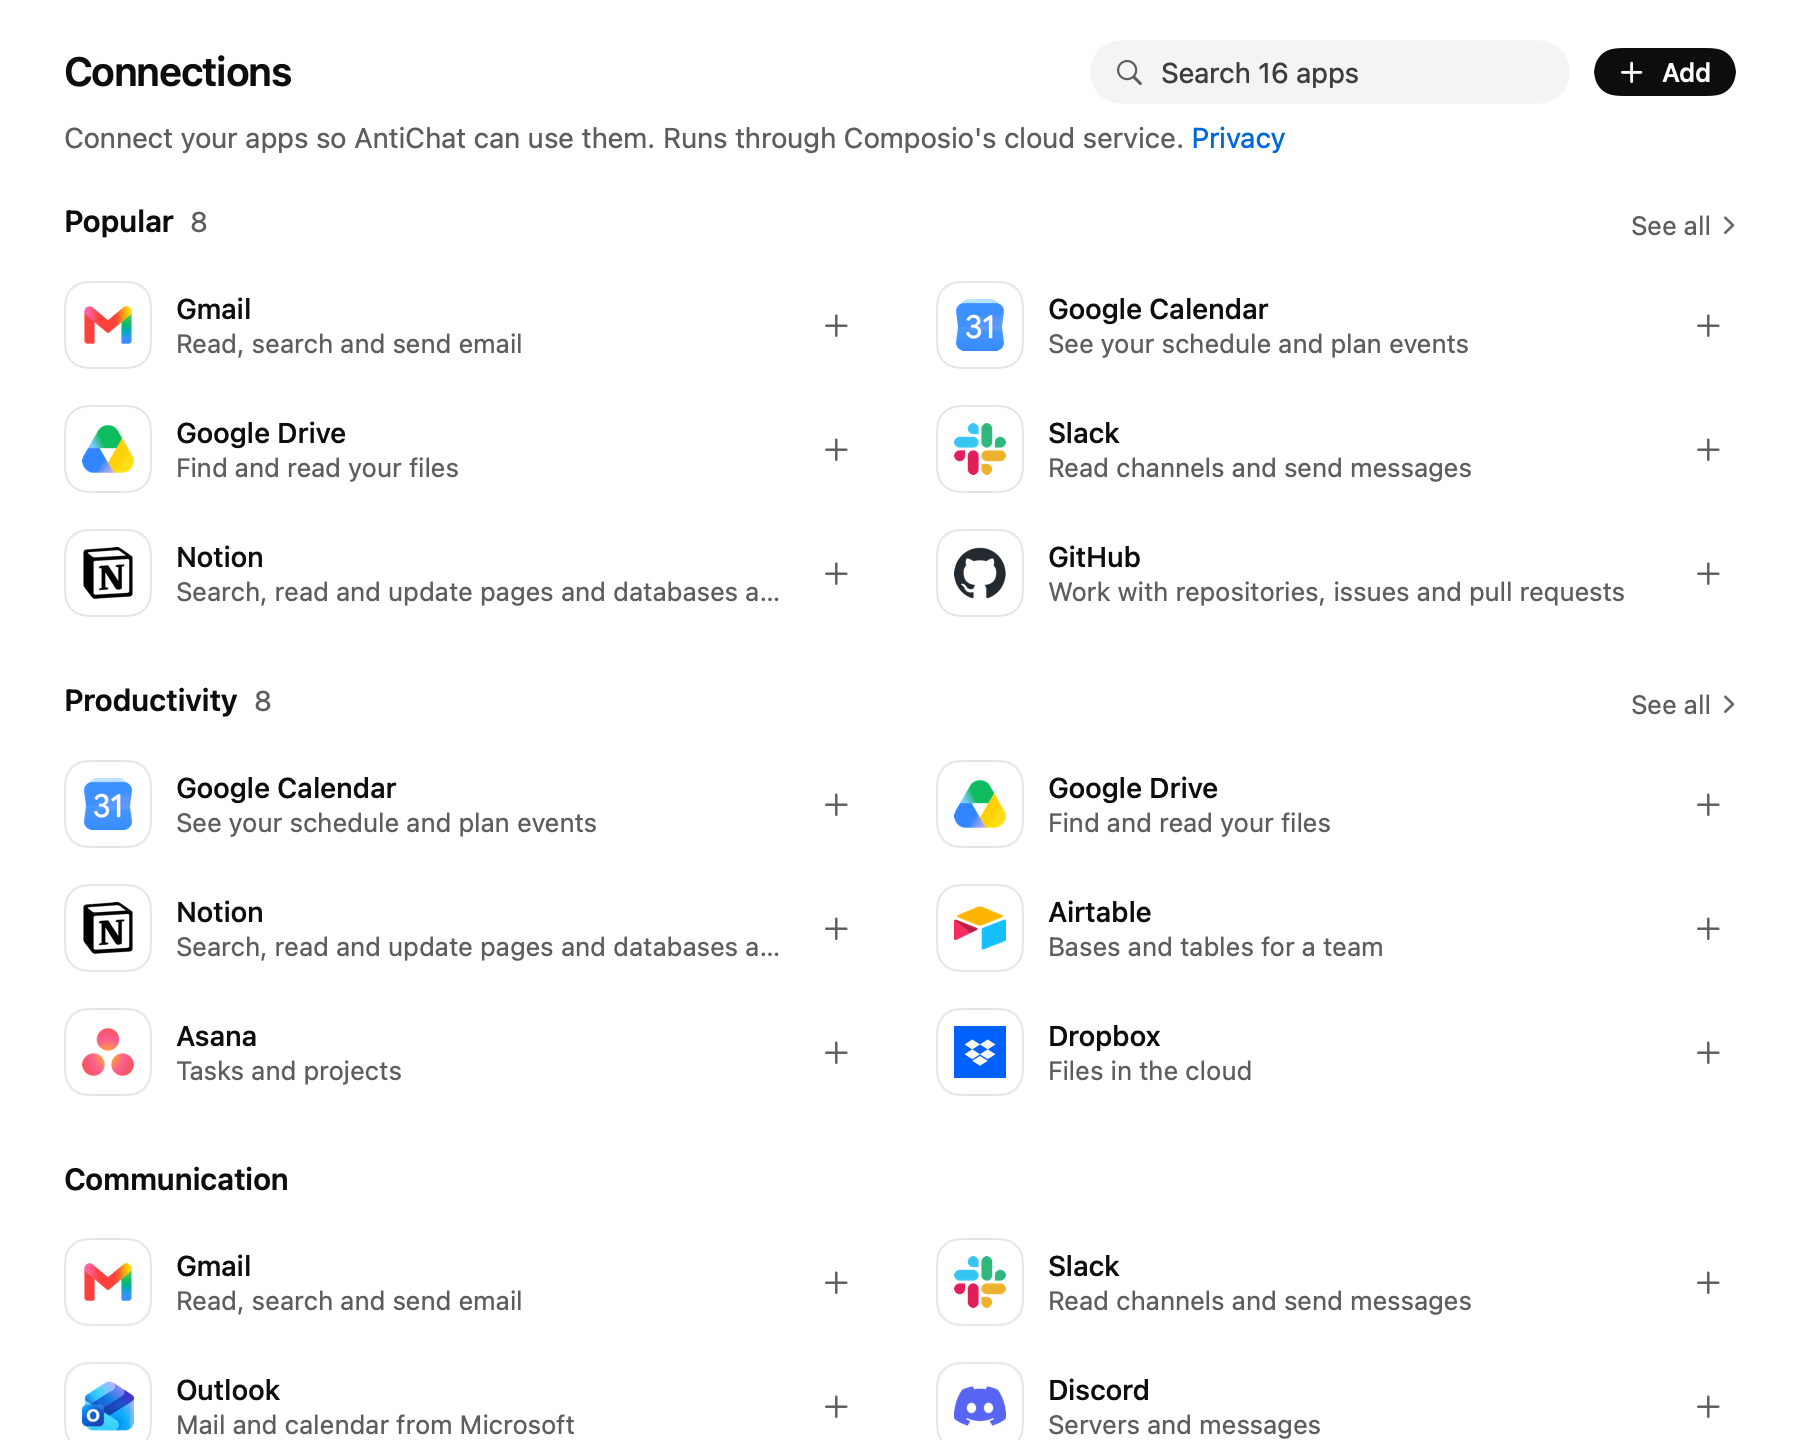 Connections
Search 16 apps
+ Add
Connect your apps so AntiChat can use them. Runs through Composio's cloud service. Privacy
Popular 8
See all
Gmail
Read, search and send email
Google Calendar
See your schedule and plan events
31
Google Drive
Find and read your files
Slack
Read channels and send messages
Notion
Search, read and update pages and databases a...
N
GitHub
Work with repositories, issues and pull requests
Productivity 8
See all
Google Calendar
See your schedule and plan events
31
Google Drive
Find and read your files
Notion
Search, read and update pages and databases a...
N
Airtable
Bases and tables for a team
Asana
Tasks and projects
Dropbox
Files in the cloud
Communication
Gmail
Read, search and send email
Slack
Read channels and send messages
Outlook
Mail and calendar from Microsoft
O
Discord
Servers and messages